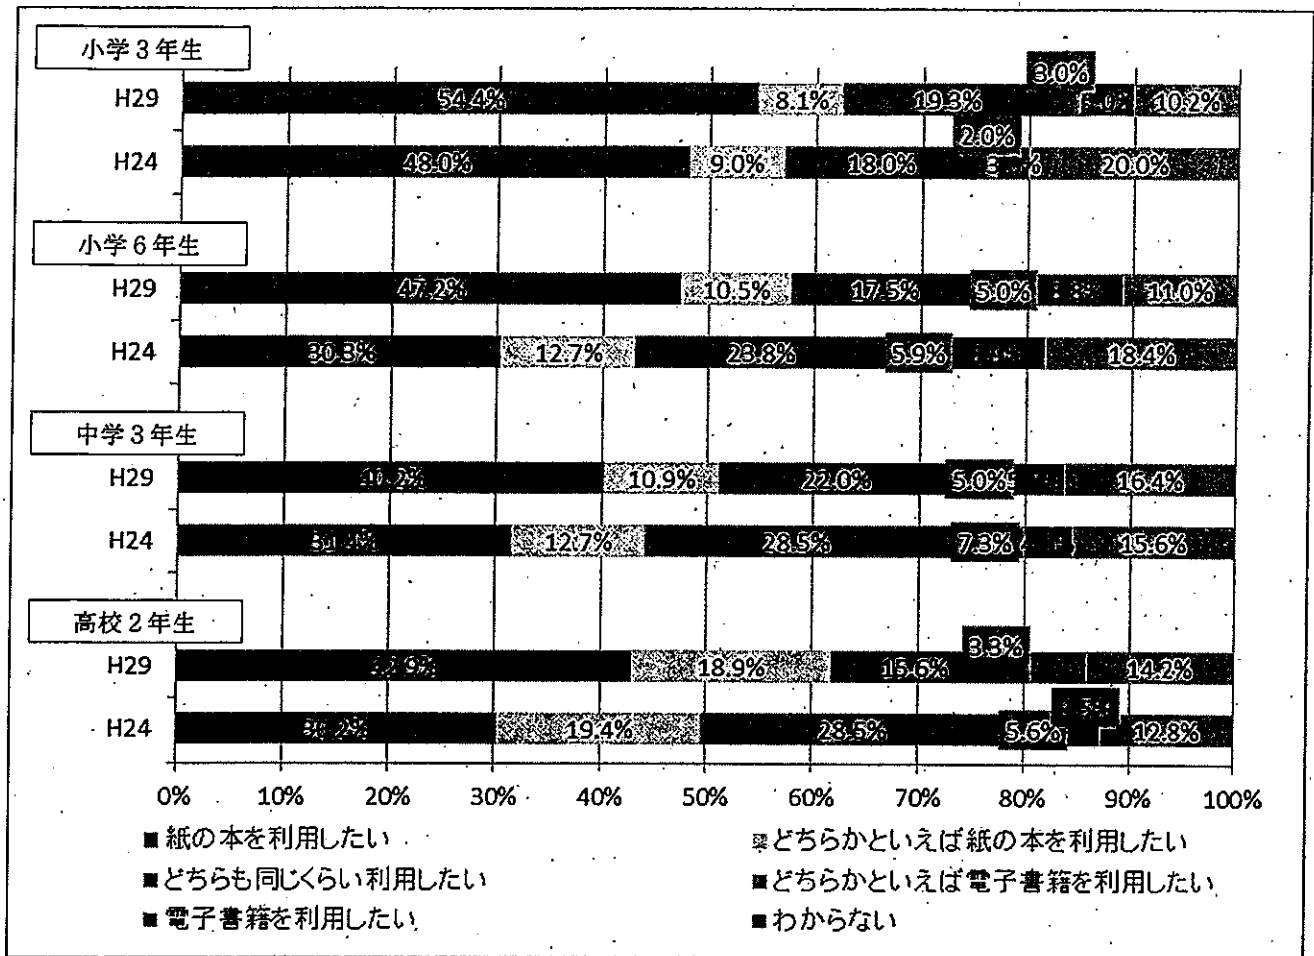 小学3年生
3.0%
H29 54.4% 8.1% 19.3% 10.2%
2.0%
H24 48.0% 9.0% 18.0% 20.0%
小学6年生
H29 47.2% 10.5% 17.5% 5.0% 11.0%
H24 30.3% 12.7% 23.8% 5.9% 18.4%
中学3年生
H29 40.2% 10.9% 22.0% 5.0% 16.4%
H24 12.7% 28.5% 7.3% 15.6%
高校2年生
3.3%
H29 18.9% 15.6% 14.2%
H24 19.4% 28.5% 5.6% 12.8%
0% 10% 20% 30% 40% 50% 60% 70% 80% 90% 100%
■紙の本を利用したい ■どちらかといえば紙の本を利用したい
■どちらも同じくらい利用したい ■どちらかといえば電子書籍を利用したい
■電子書籍を利用したい ■わからない